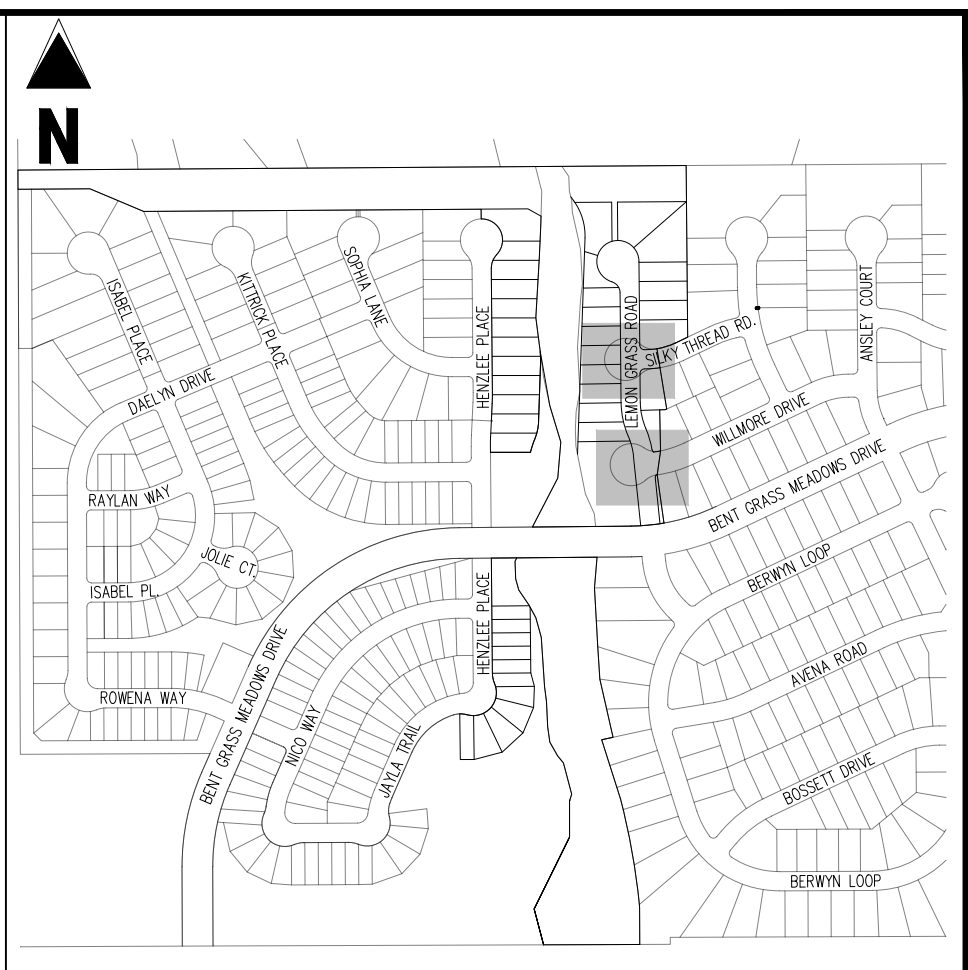 N
ISABEL PLACE
KITTRICK PLACE
SOPHIA LANE
HENZLEE PLACE
LEMON GRASS ROAD
SILKY THREAD RD.
ANSLEY COURT
DAELYN DRIVE
WILLMORE DRIVE
BENT GRASS MEADOWS DRIVE
RAYLAN WAY
JOLIE CT.
BERWYN LOOP
ISABEL PL.
HENZLEE PLACE
AVENA ROAD
ROWENA WAY
BENT GRASS MEADOWS DRIVE
NICO WAY
JAYLA TRAIL
BOSSETT DRIVE
BERWYN LOOP